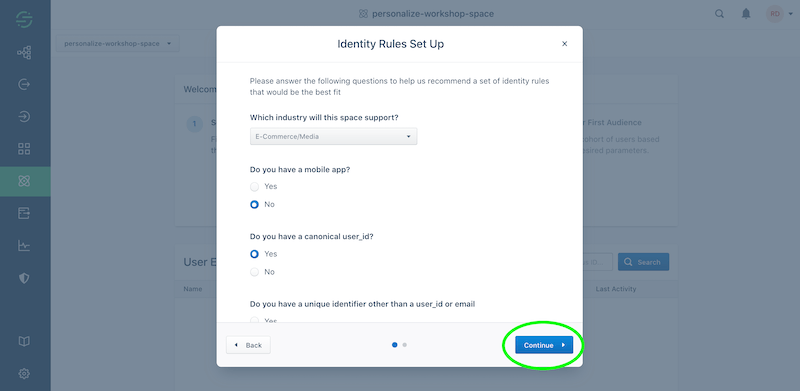 personalize-workshop-space
RD
personalize-workshop-space
Identity Rules Set Up
×
Welcom
Please answer the following questions to help us recommend a set of identity rules
that would be the best fit
1
S
r First Audience
Which industry will this space support?
F
cohort of users based
E-Commerce/Media
th
esired parameters
Do you have a mobile app?
Yes
No
Do you have a canonical user_id?
Yes
User E
Search
No
Name
Last Activity
Do you have a unique identifier other than a user_id or email
Yes
Back
Continue